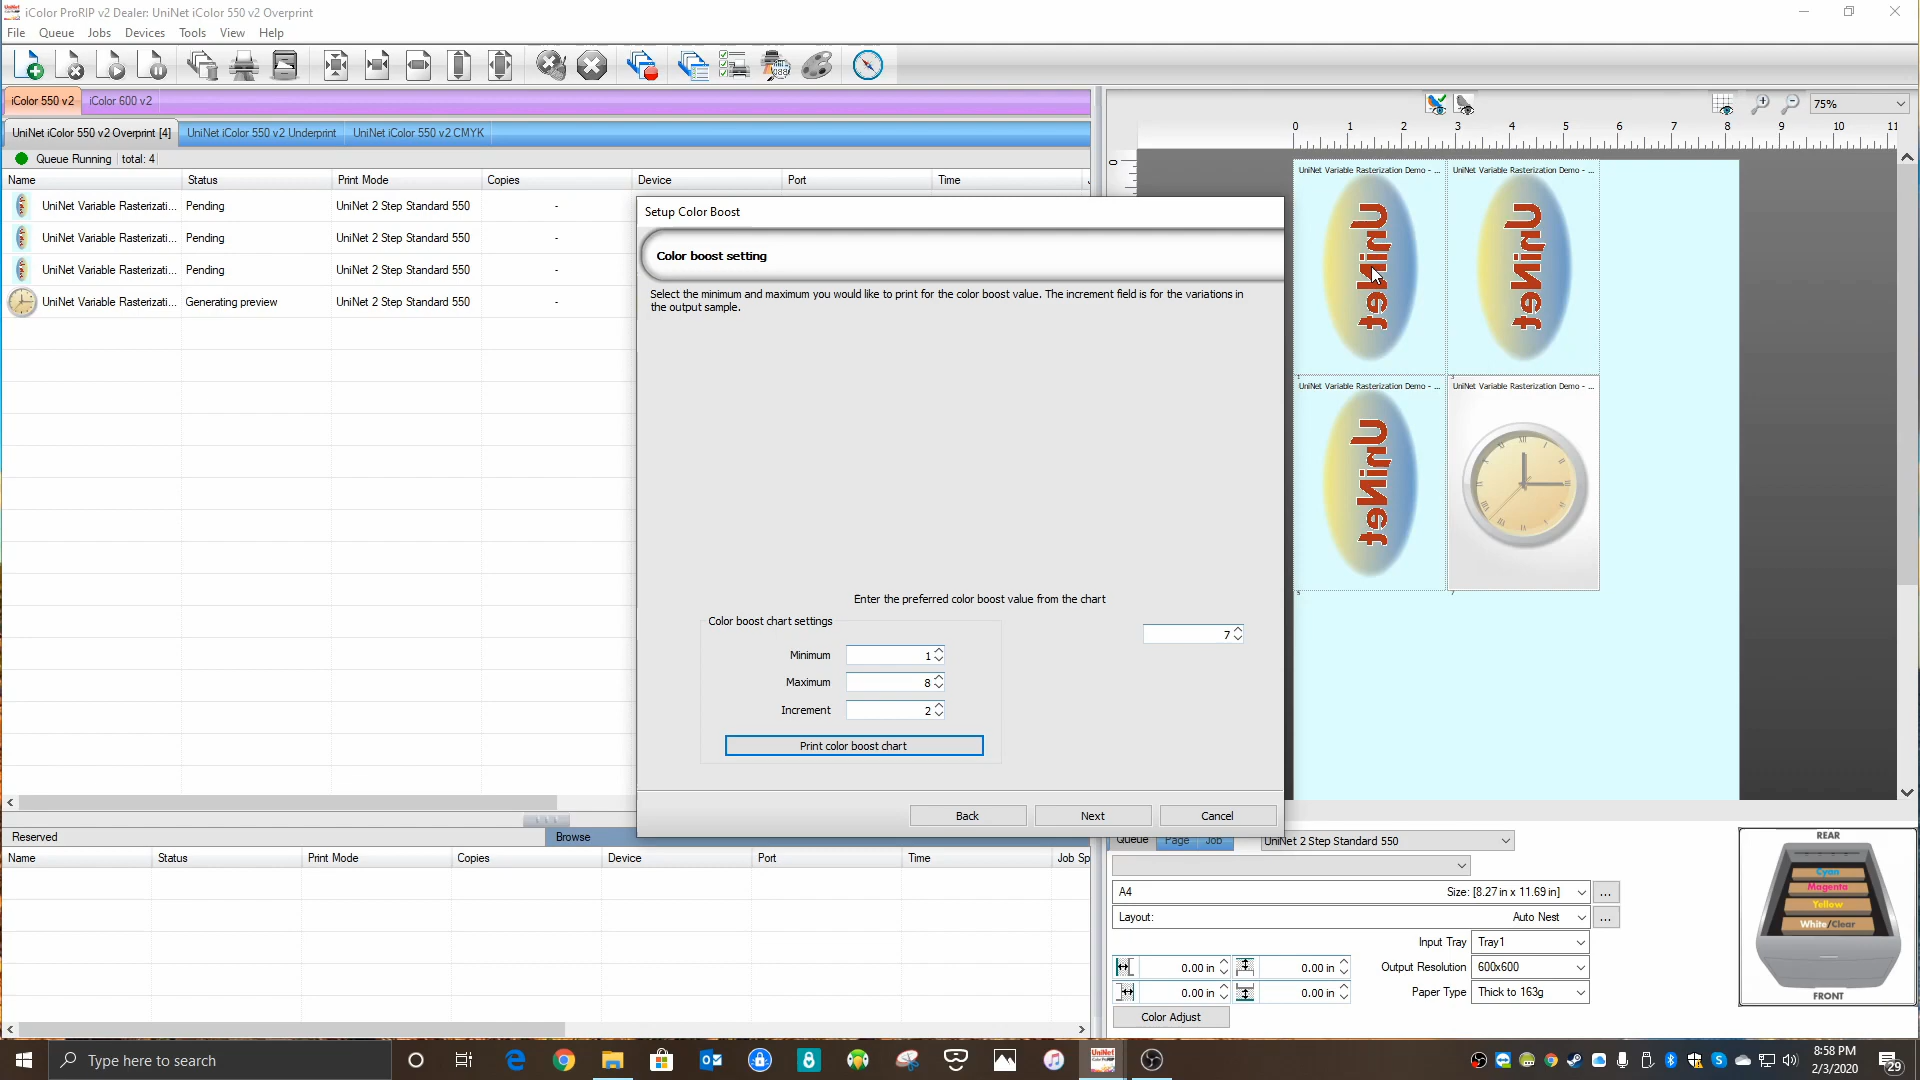 iColor ProRIP v2 Dealer: UniNet iColor 550 v2 Overprint
File Queue Jobs Devices Tools View Help
iColor 550 v2 iColor 600 v2
75%
UniNet iColor 550 v2 Overprint [4] UniNet iColor 550 v2 Underprint UniNet iColor 550 v2 CMYK
0 1 2 3 4 5 6 7 8 9 10 11
Queue Running total: 4
0
Name Status Print Mode Copies Device Port Time
UniNet Variable Rasterizati... Pending UniNet 2 Step Standard 550 -
UniNet Variable Rasterizati... Pending UniNet 2 Step Standard 550 -
UniNet Variable Rasterizati... Pending UniNet 2 Step Standard 550 -
UniNet Variable Rasterizati... Generating preview UniNet 2 Step Standard 550 -
Setup Color Boost
Color boost setting
Select the minimum and maximum you would like to print for the color boost value. The increment field is for the variations in
the output sample.
Enter the preferred color boost value from the chart
Color boost chart settings
7
Minimum 1
Maximum 8
Increment 2
Print color boost chart
Back Next Cancel
UniNet Variable Rasterization Demo - ... UniNet Variable Rasterization Demo - ...
UniNet UniNet
UniNet Variable Rasterization Demo - ... UniNet Variable Rasterization Demo - ...
UniNet
Reserved Browse
Name Status Print Mode Copies Device Port Time Job Sp
Queue Page Job UniNet 2 Step Standard 550
A4 Size: [8.27 in x 11.69 in] ...
Layout: Auto Nest ...
Input Tray Tray1
0.00 in 0.00 in Output Resolution 600x600
0.00 in 0.00 in Paper Type Thick to 163g
Color Adjust
REAR
Cyan
Magenta
Yellow
White/Clear
FRONT
Type here to search
8:58 PM
2/3/2020
29